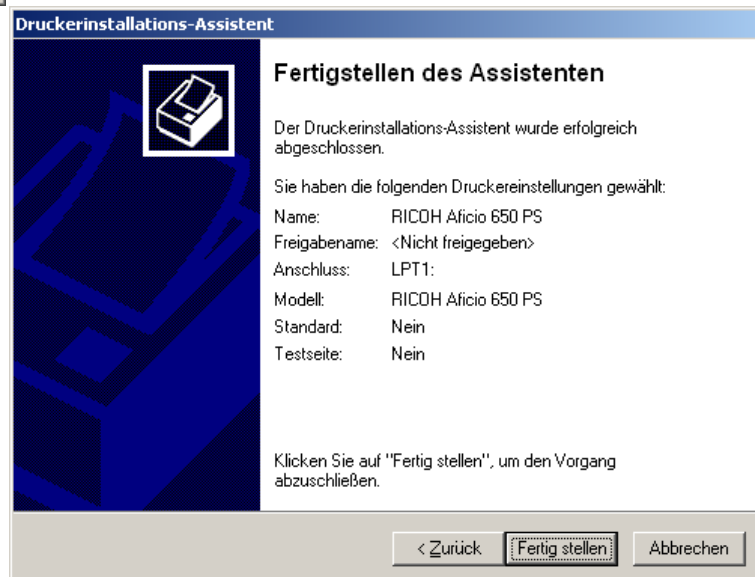 Druckerinstallations-Assistent
Fertigstellen des Assistenten
Der Druckerinstallations-Assistent wurde erfolgreich
abgeschlossen.
Sie haben die folgenden Druckereinstellungen gewählt:
Name: RICOH Aficio 650 PS
Freigabename: <Nicht freigegeben>
Anschluss: LPT1:
Modell: RICOH Aficio 650 PS
Standard: Nein
Testseite: Nein
Klicken Sie auf "Fertig stellen", um den Vorgang
abzuschließen.
< Zurück Fertig stellen Abbrechen